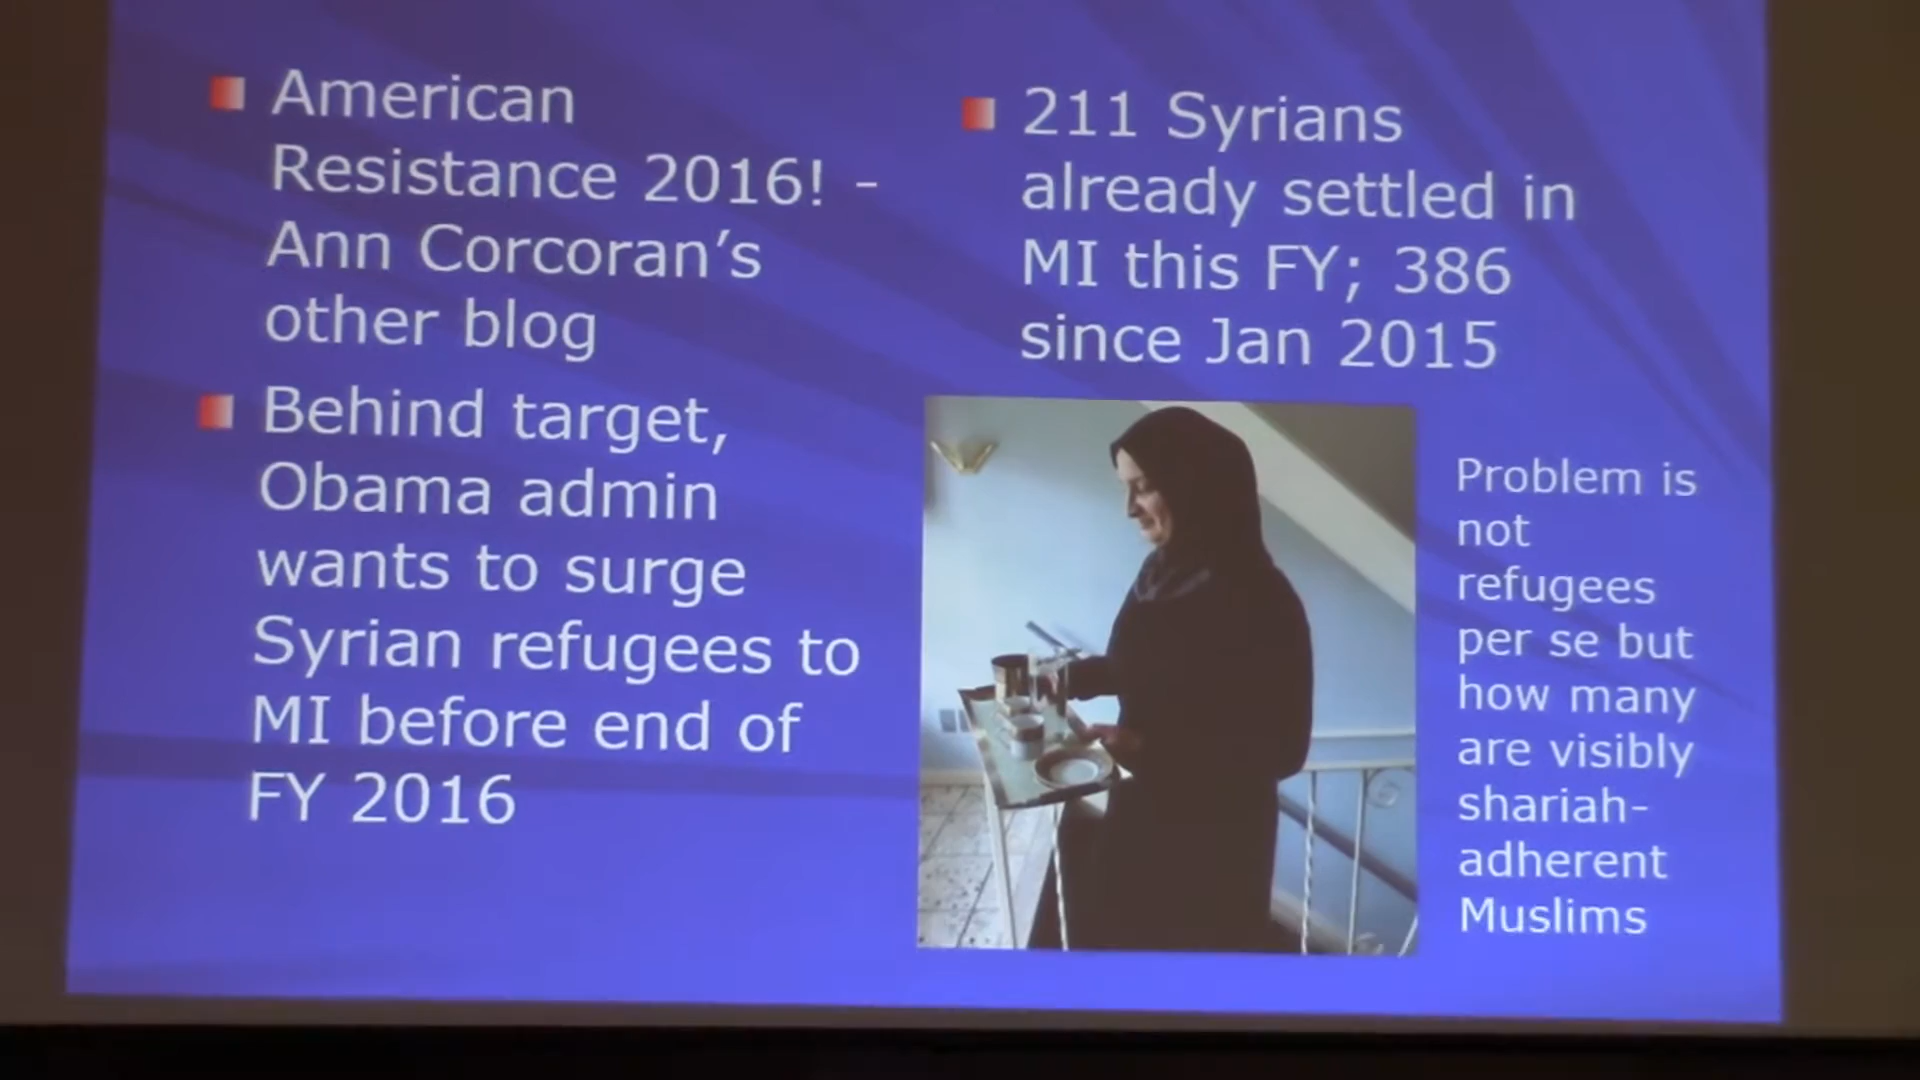 American
Resistance 2016! -
Ann Corcoran’s
other blog
Behind target,
Obama admin
wants to surge
Syrian refugees to
MI before end of
FY 2016
211 Syrians
already settled in
MI this FY; 386
since Jan 2015
Problem is
not
refugees
per se but
how many
are visibly
shariah-
adherent
Muslims